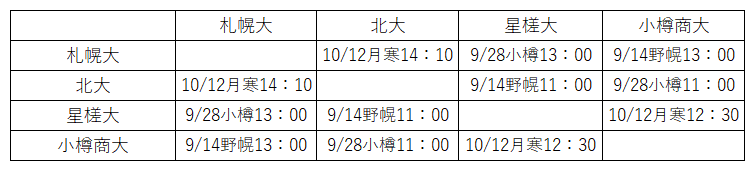 札幌大 北大 星槎大 小樽商大
札幌大 10/12月寒14：10 9/28小樽13：00 9/14野幌13：00
北大 10/12月寒14：10 9/14野幌11：00 9/28小樽11：00
星槎大 9/28小樽13：00 9/14野幌11：00 10/12月寒12：30
小樽商大 9/14野幌13：00 9/28小樽11：00 10/12月寒12：30